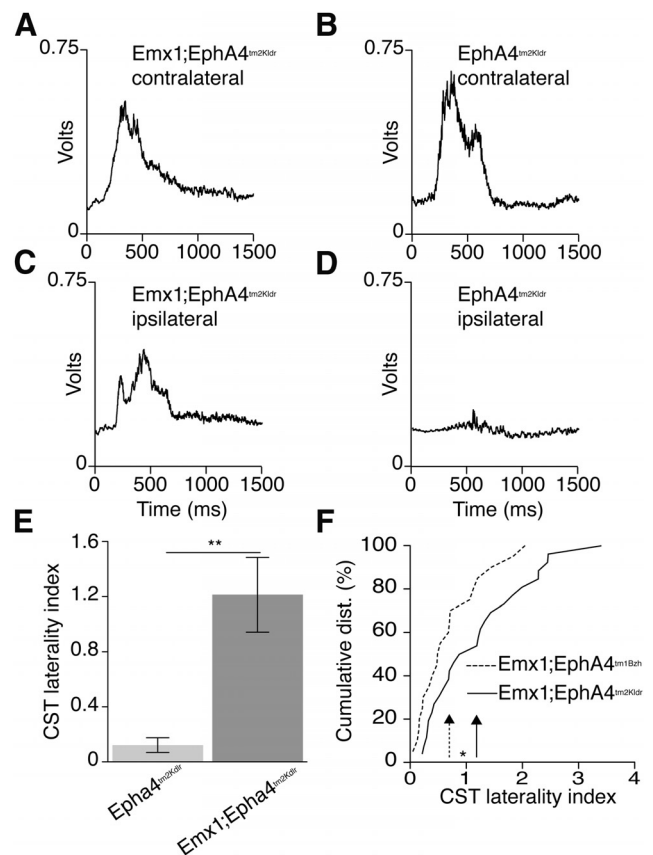 A
B
0.75
Emx1;EphA4tm2Kldr
contralateral
Volts
0
0
500
1000
1500
0.75
EphA4tm2Kldr
contralateral
Volts
0
0
500
1000
1500
C
D
0.75
Emx1;EphA4tm2Kldr
ipsilateral
Volts
0
0
500
1000
1500
Time (ms)
0.75
EphA4tm2Kldr
ipsilateral
Volts
0
0
500
1000
1500
Time (ms)
E
F
1.6
1.2
0.8
0.4
0
CST laterality index
**
Epha4tm2Kdlr
Emx1;Epha4tm2Kdlr
100
80
60
40
20
0
Cumulative dist. (%)
Emx1;EphA4tm1Bzh
Emx1;EphA4tm2Kldr
*
0
1
2
3
4
CST laterality index